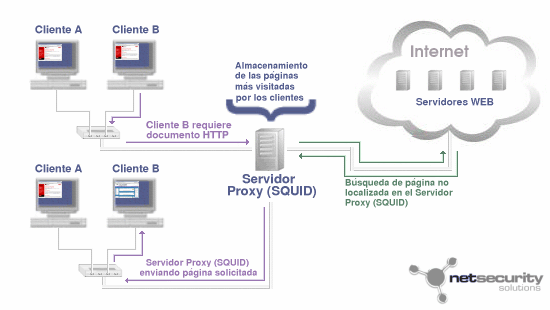 Cliente A
Cliente B
Almacenamiento
de las páginas
más visitadas
por los clientes
Internet
Servidores WEB
Cliente B requiere
documento HTTP
Servidor
Proxy (SQUID)
Búsqueda de página no
localizada en el Servidor
Proxy (SQUID)
Cliente A
Cliente B
Servidor Proxy (SQUID)
enviando página solicitada
netsecurity
solutions